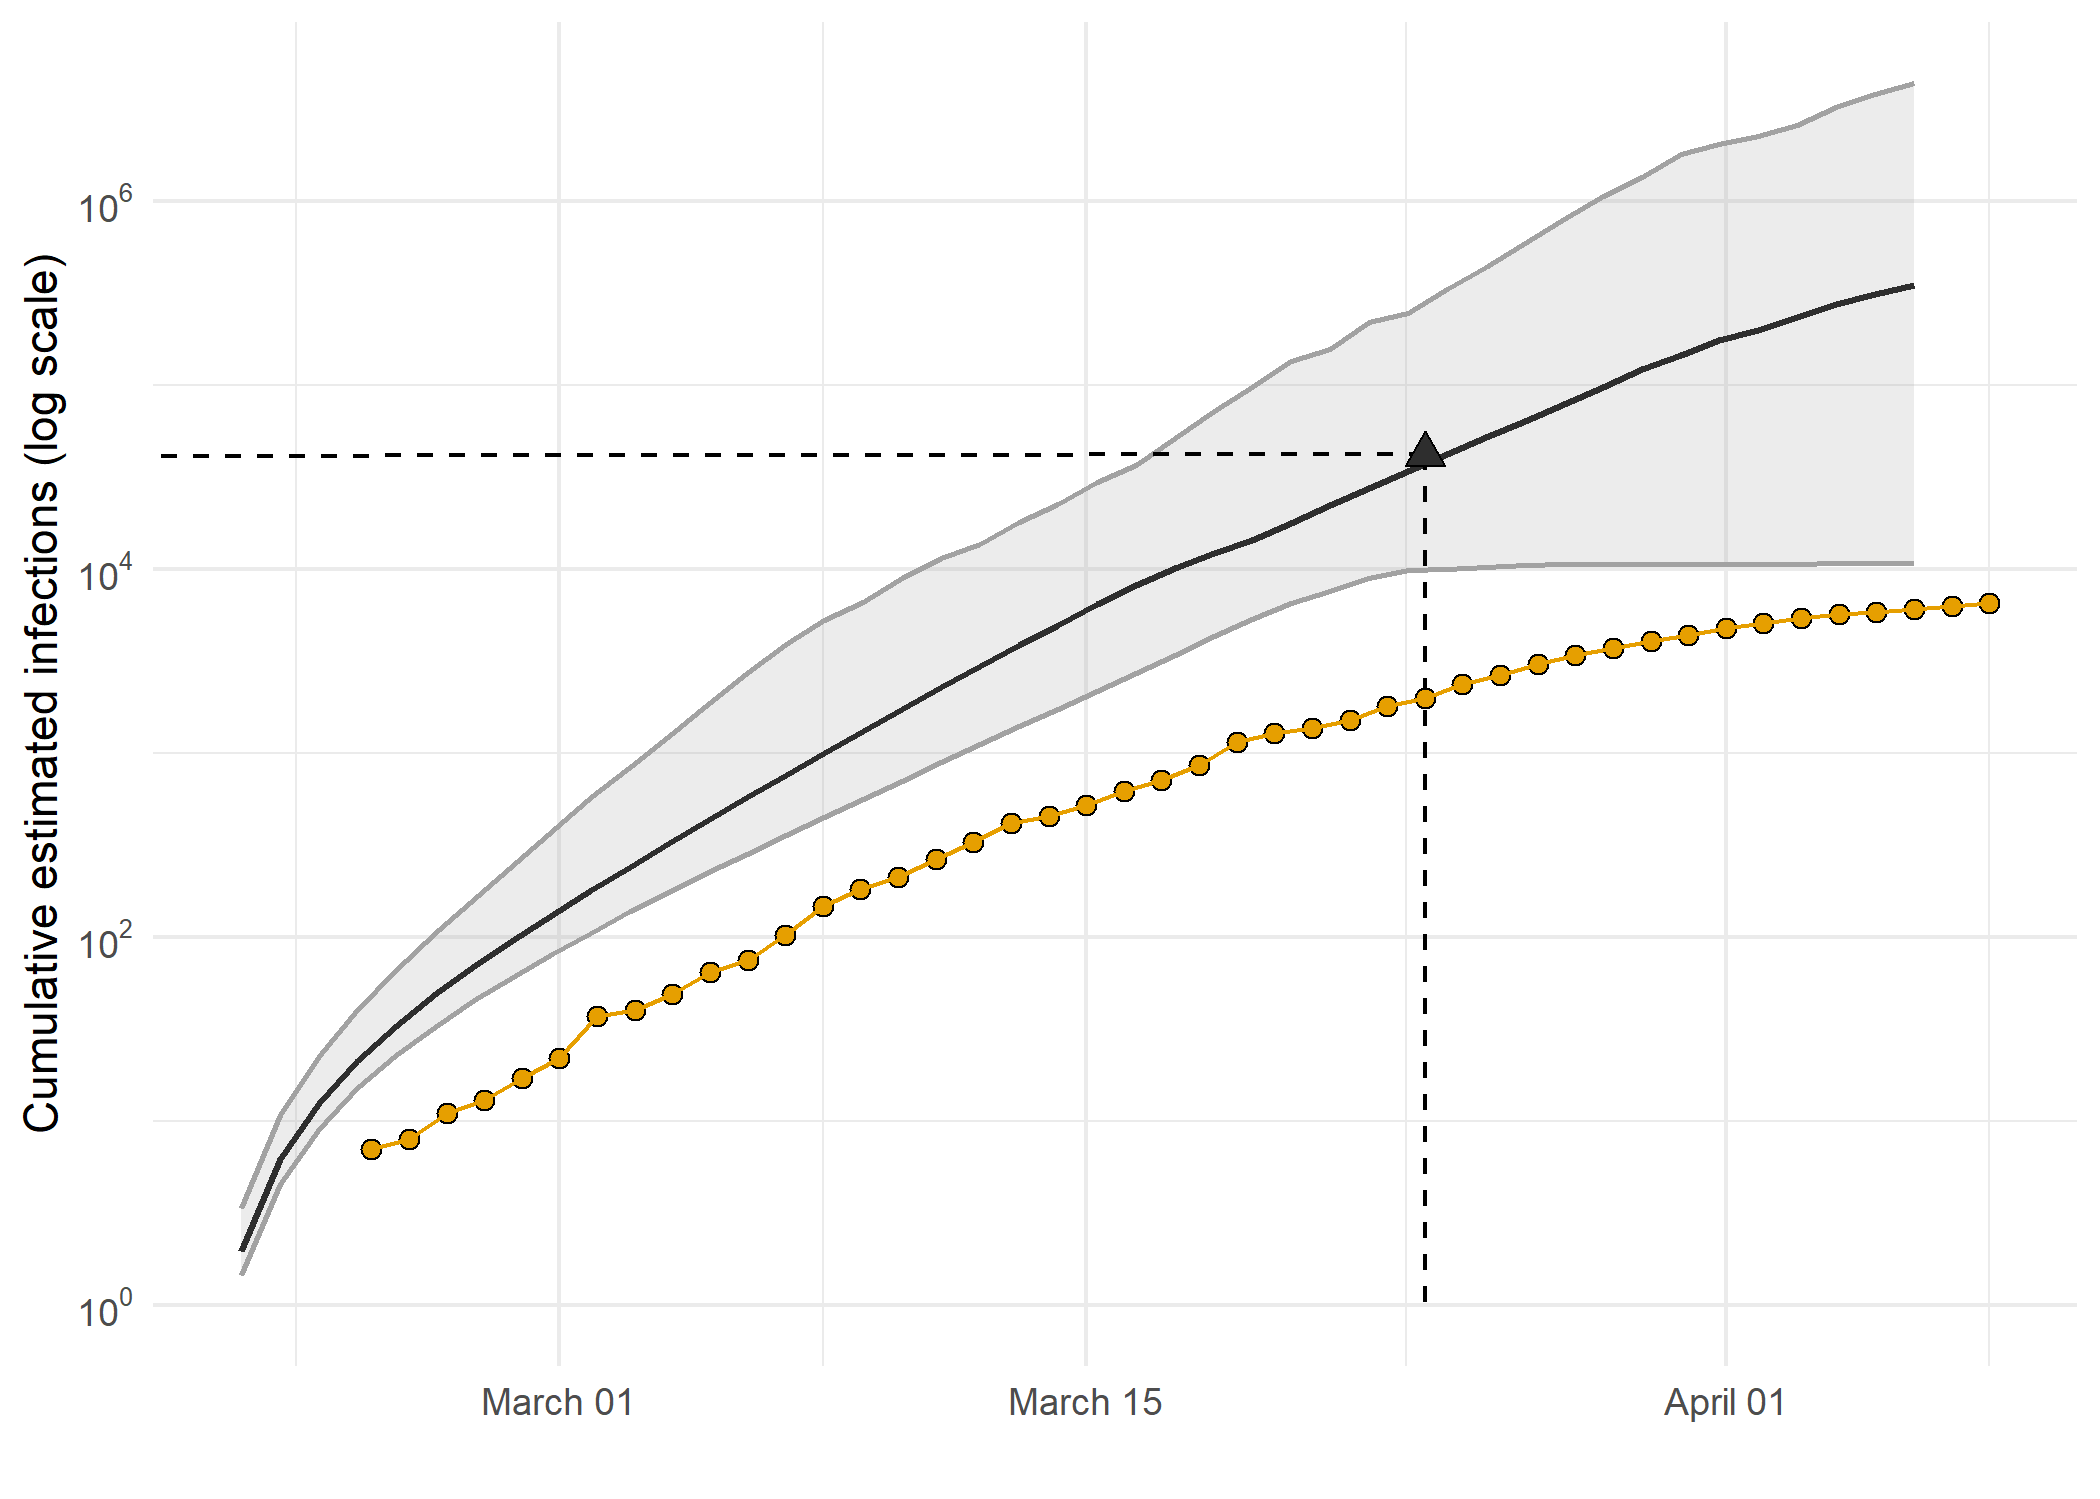 Cumulative estimated infections (log scale)
10^6
10^4
10^2
10^0
March 01
March 15
April 01